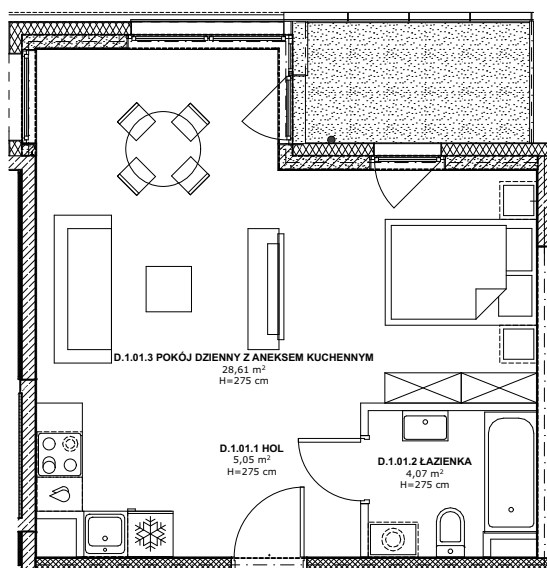 D.1.01.3 POKÓJ DZIENNY Z ANEKSEM KUCHENNYM
28,61 m²
H=275 cm
D.1.01.1 HOL
5,05 m²
H=275 cm
D.1.01.2 ŁAZIENKA
4,07 m²
H=275 cm